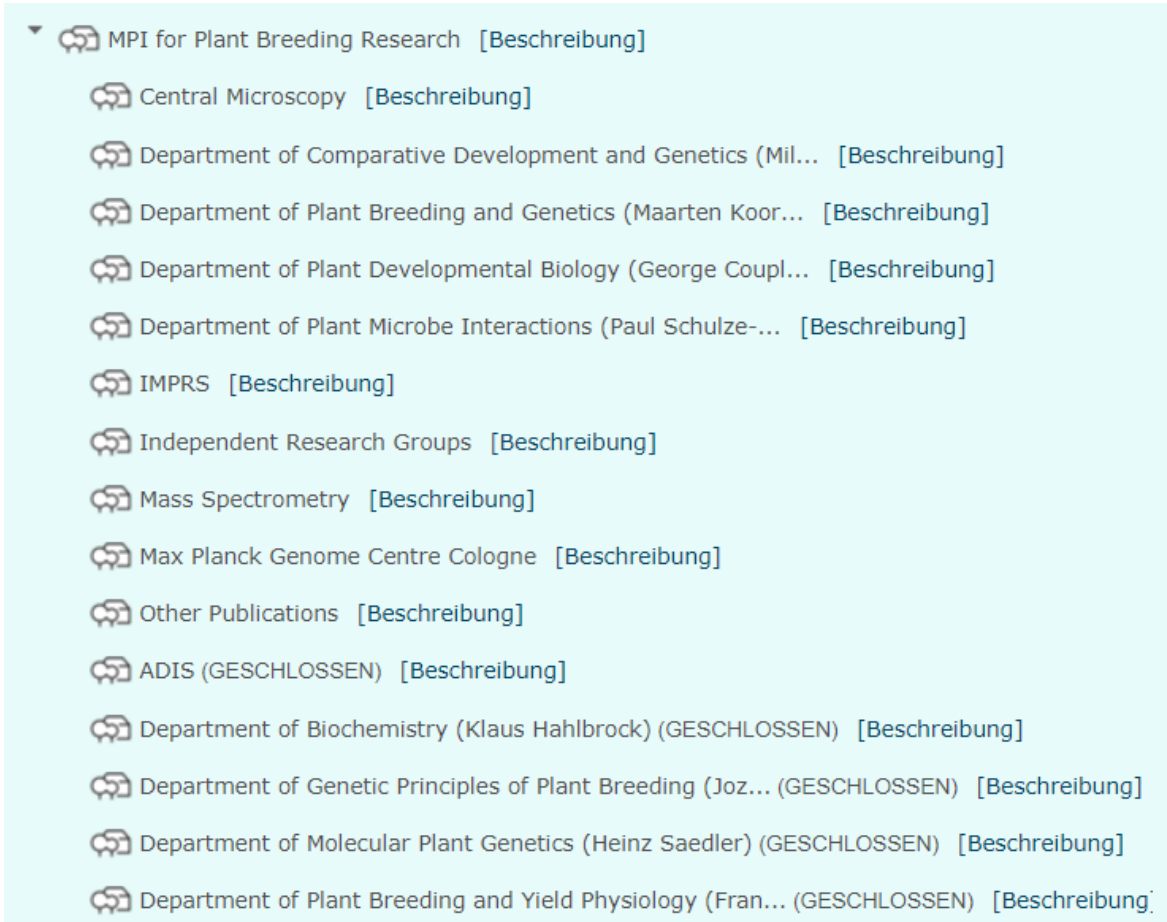 MPI for Plant Breeding Research [Beschreibung]
Central Microscopy [Beschreibung]
Department of Comparative Development and Genetics (Mil... [Beschreibung]
Department of Plant Breeding and Genetics (Maarten Koor... [Beschreibung]
Department of Plant Developmental Biology (George Coupl... [Beschreibung]
Department of Plant Microbe Interactions (Paul Schulze-... [Beschreibung]
IMPRS [Beschreibung]
Independent Research Groups [Beschreibung]
Mass Spectrometry [Beschreibung]
Max Planck Genome Centre Cologne [Beschreibung]
Other Publications [Beschreibung]
ADIS (GESCHLOSSEN) [Beschreibung]
Department of Biochemistry (Klaus Hahlbrock) (GESCHLOSSEN) [Beschreibung]
Department of Genetic Principles of Plant Breeding (Joz... (GESCHLOSSEN) [Beschreibung]
Department of Molecular Plant Genetics (Heinz Saedler) (GESCHLOSSEN) [Beschreibung]
Department of Plant Breeding and Yield Physiology (Fran... (GESCHLOSSEN) [Beschreibung]